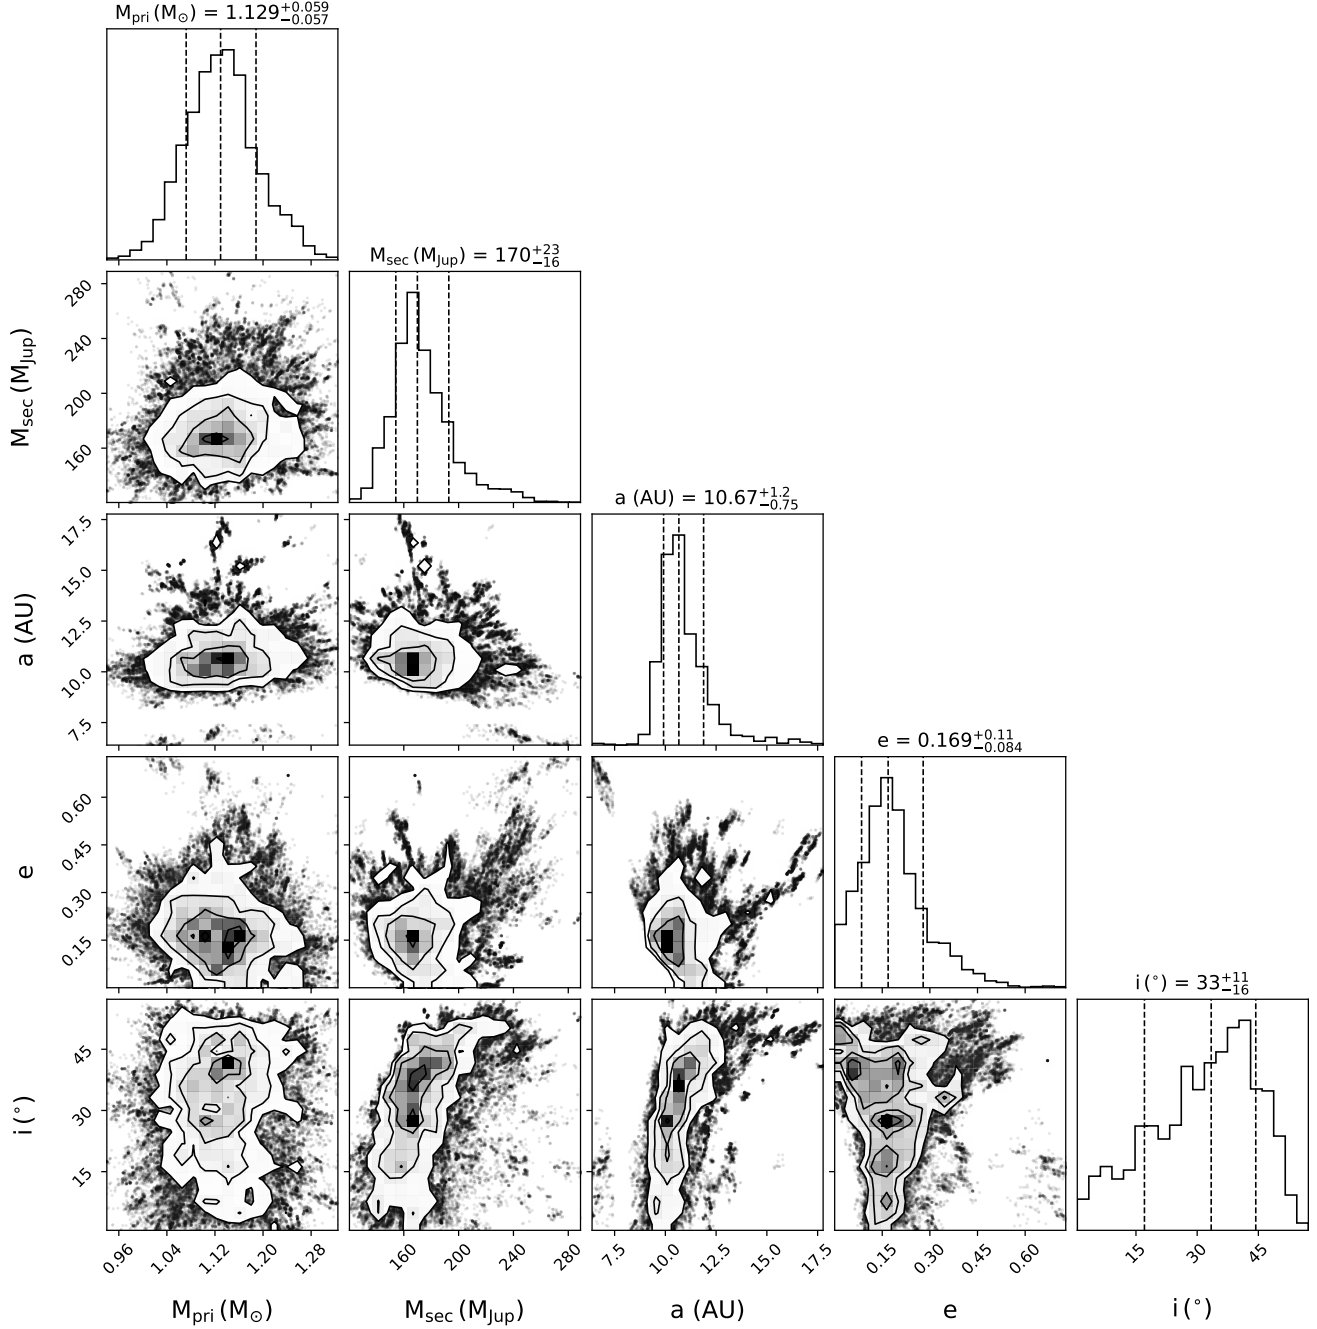 M_pri (M_⊙) = 1.129^{+0.059}_{−0.057}
M_sec (M_Jup) = 170^{+23}_{−16}
280
240
200
160
M_sec (M_Jup)
a (AU) = 10.67^{+1.2}_{−0.75}
17.5
15.0
12.5
10.0
7.5
a (AU)
e = 0.169^{+0.11}_{−0.084}
0.60
0.45
0.30
0.15
e
i (°) = 33^{+11}_{−16}
45
30
15
i (°)
0.96 1.04 1.12 1.20 1.28 160 200 240 280 7.5 10.0 12.5 15.0 17.5 0.15 0.30 0.45 0.60 15 30 45
M_pri (M_⊙) M_sec (M_Jup) a (AU) e i (°)